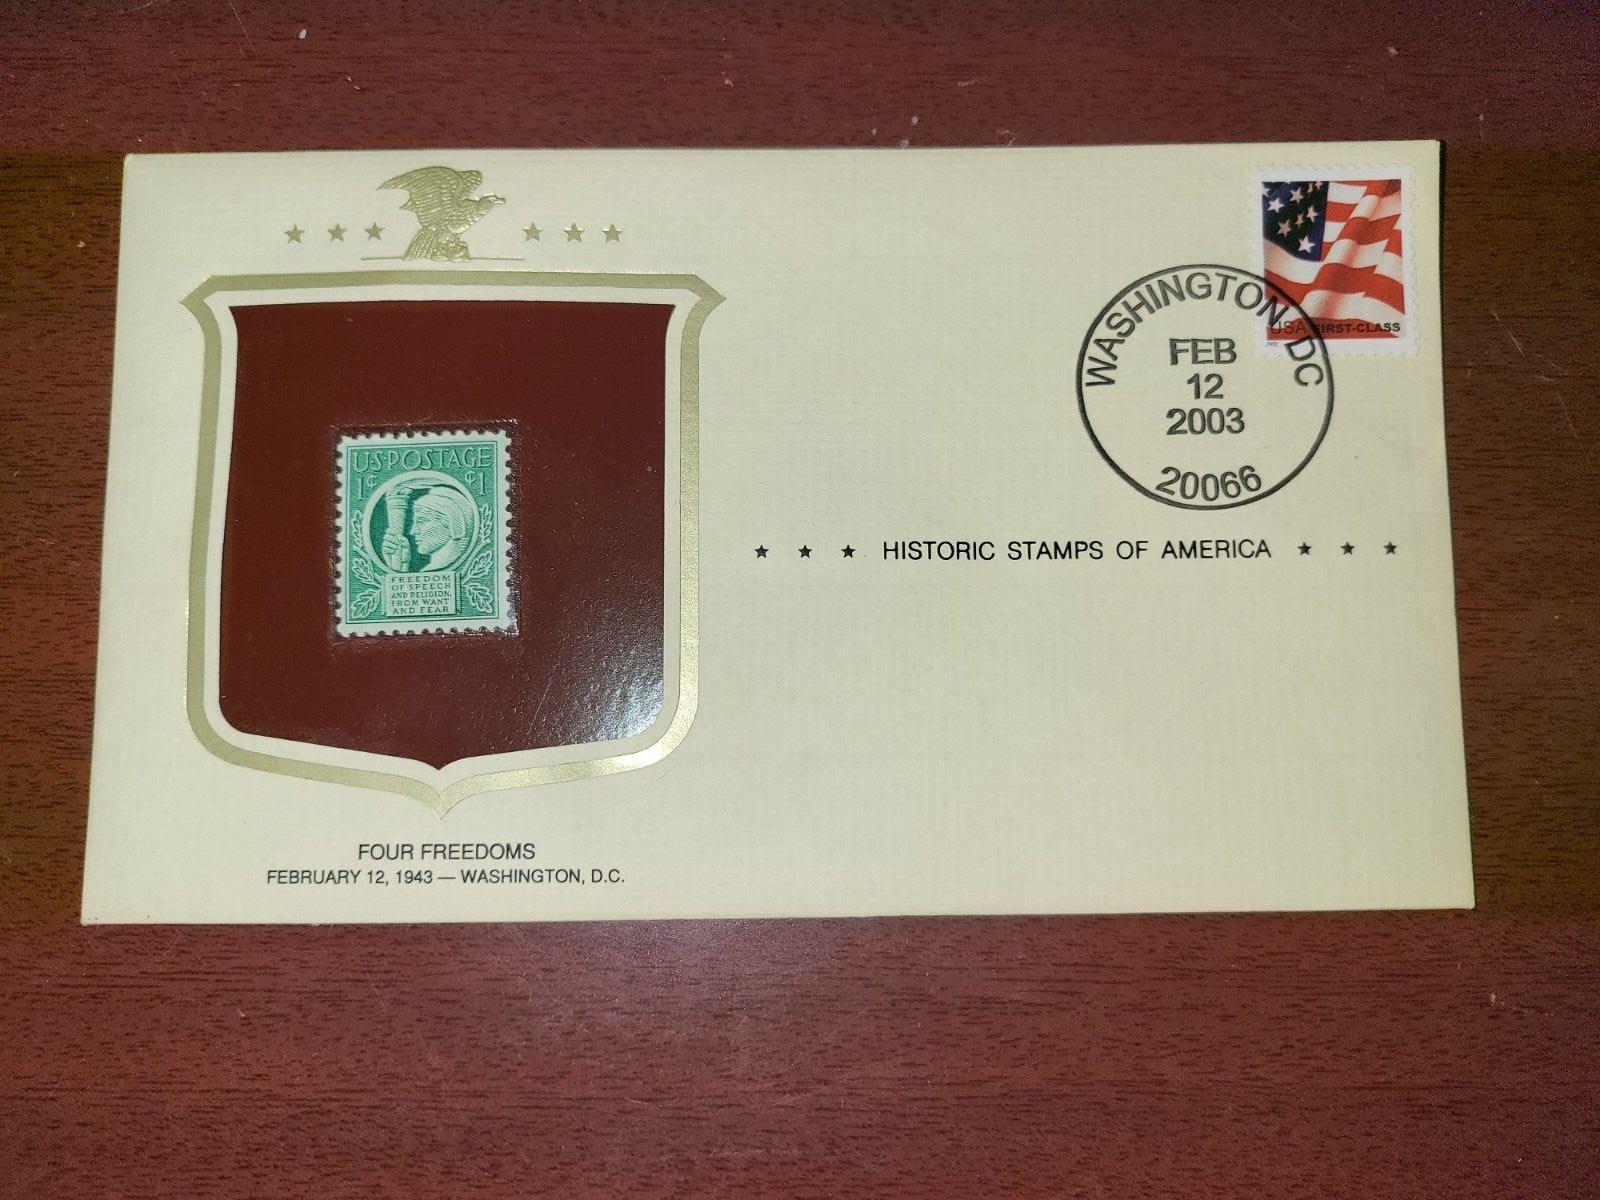 U.S. POSTAGE
1¢ ¢1
FREEDOM
OF SPEECH
AND RELIGION,
FROM WANT
AND FEAR
FOUR FREEDOMS
FEBRUARY 12, 1943 — WASHINGTON, D.C.
USA FIRST-CLASS
2002
WASHINGTON, DC
FEB
12
2003
20066
★ ★ ★ HISTORIC STAMPS OF AMERICA ★ ★ ★